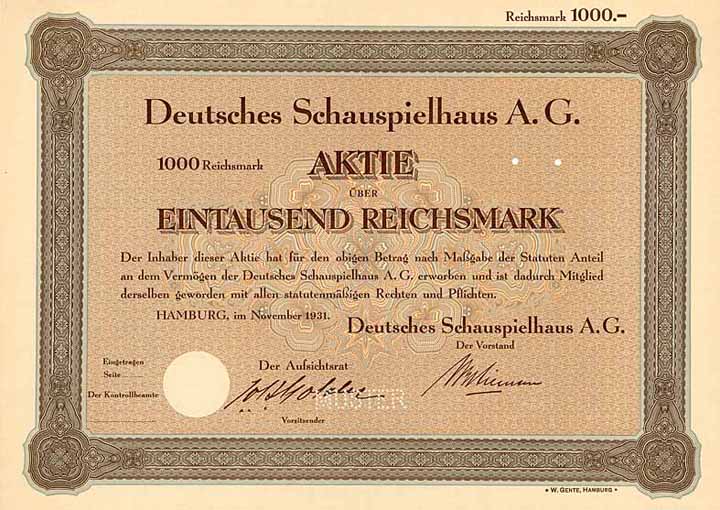 Reichsmark 1000.–
Deutsches Schauspielhaus A. G.
1000 Reichsmark AKTIE
ÜBER
EINTAUSEND REICHSMARK
Der Inhaber dieser Aktie hat für den obigen Betrag nach Maßgabe der Statuten Anteil
an dem Vermögen der Deutsches Schauspielhaus A. G. erworben und ist dadurch Mitglied
derselben geworden mit allen statutenmäßigen Rechten und Pflichten.
HAMBURG, im November 1931.
Deutsches Schauspielhaus A. G.
Der Vorstand
Eingetragen
Seite
Der Kontrollbeamte
Der Aufsichtsrat
MUSTER
Vorsitzender
* W. GENTE, HAMBURG *